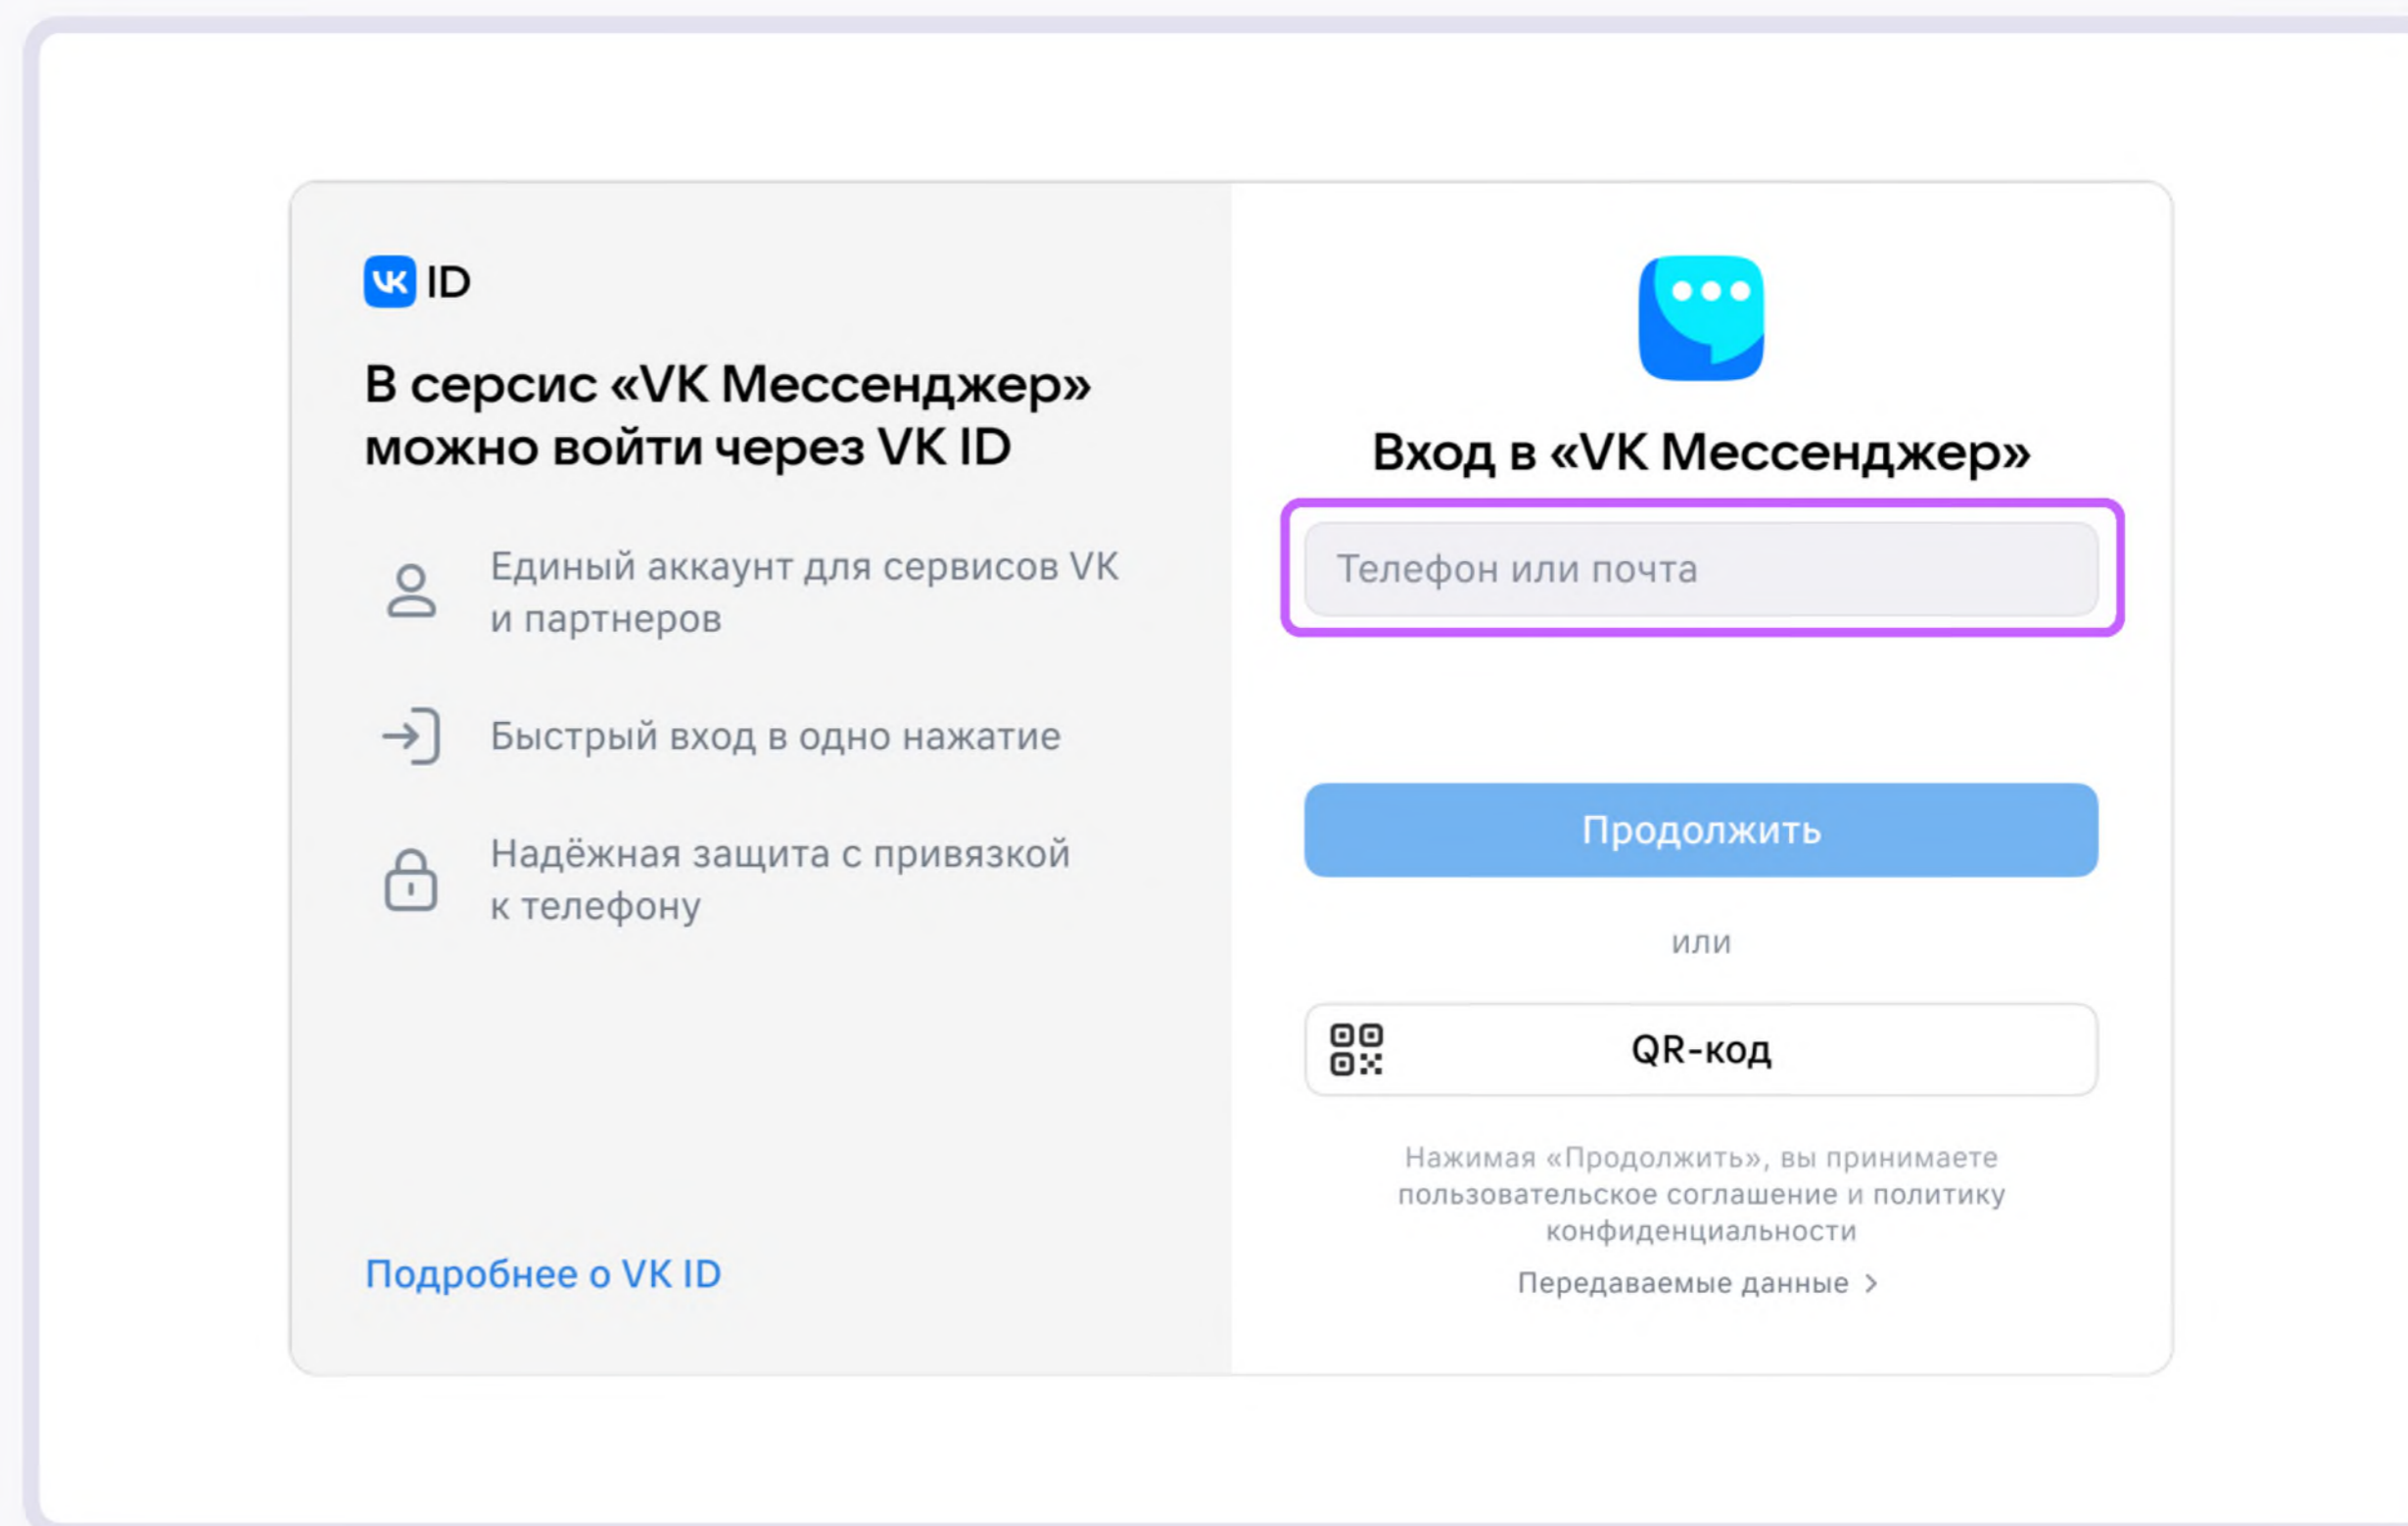 VK ID
В серсис «VK Мессенджер»
можно войти через VK ID
Единый аккаунт для сервисов VK
и партнеров
Быстрый вход в одно нажатие
Надёжная защита с привязкой
к телефону
Подробнее о VK ID
Вход в «VK Мессенджер»
Телефон или почта
Продолжить
или
QR-код
Нажимая «Продолжить», вы принимаете
пользовательское соглашение и политику
конфиденциальности
Передаваемые данные >